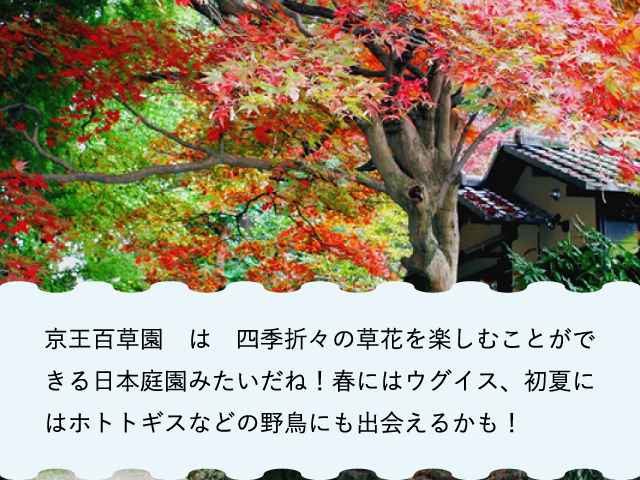 京王百草園　は　四季折々の草花を楽しむことがで
きる日本庭園みたいだね！春にはウグイス、初夏に
はホトトギスなどの野鳥にも出会えるかも！